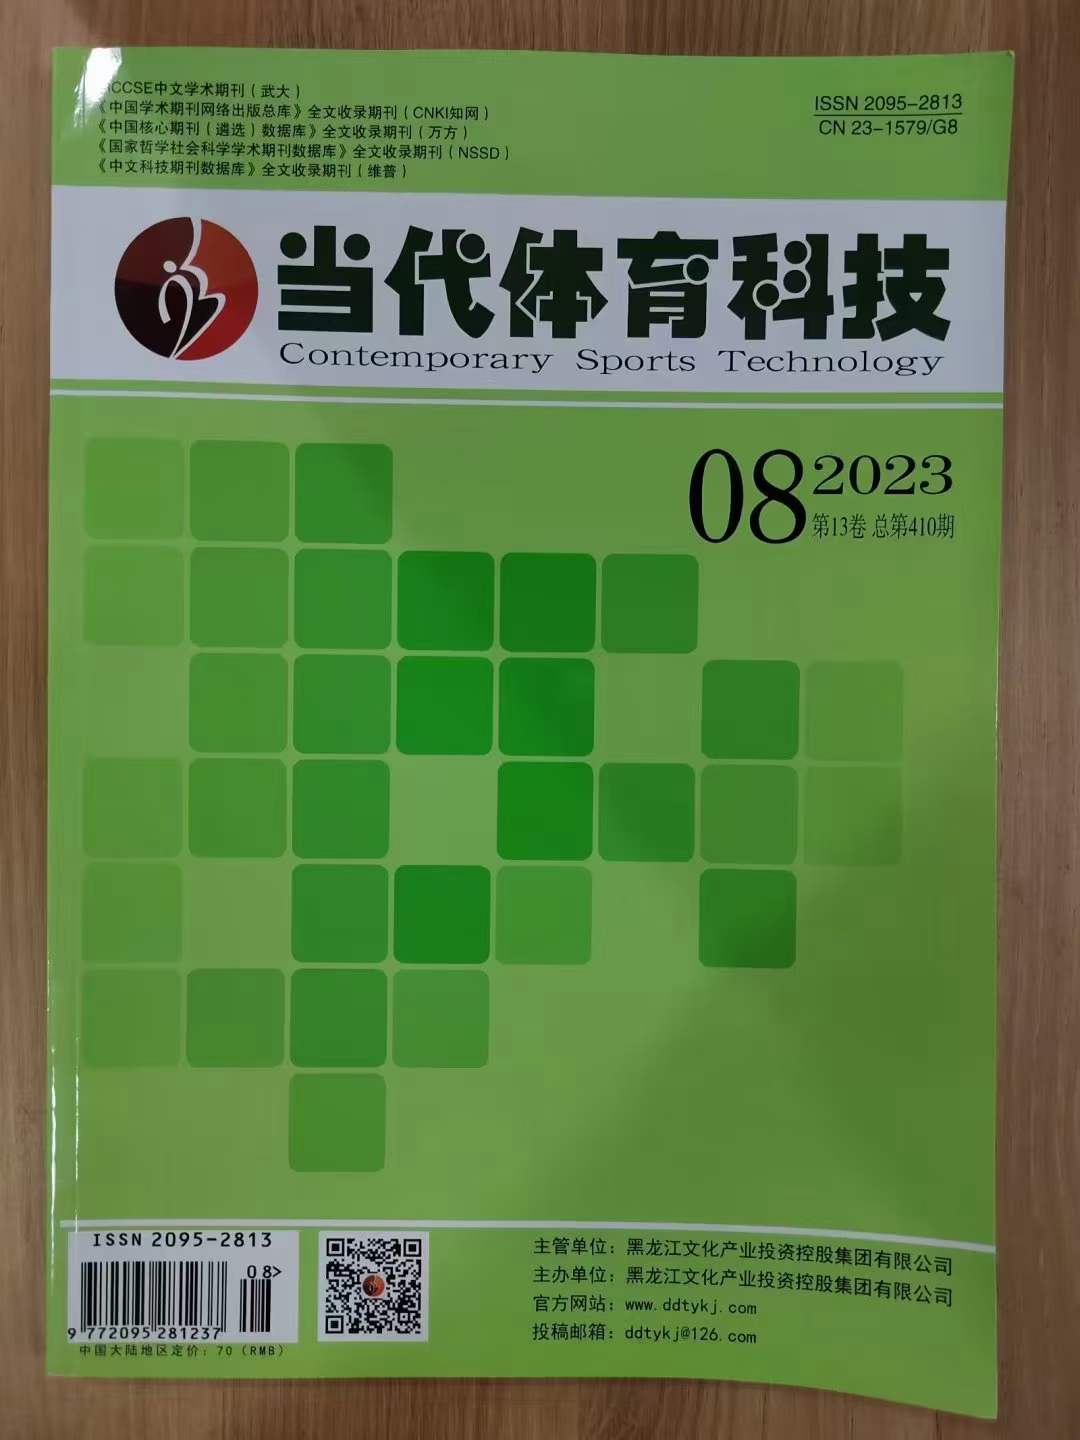 CCSE中文学术期刊(武大)
《中国学术期刊网络出版总库》全文收录期刊(CNKI知网)
《中国核心期刊(遴选)数据库》全文收录期刊(万方)
《国家哲学社会科学学术期刊数据库》全文收录期刊(NSSD)
《中文科技期刊数据库》全文收录期刊(维普)
ISSN 2095-2813
CN 23-1579/G8
当代体育科技
Contemporary Sports Technology
08 2023
第13卷 总第410期
ISSN 2095-2813
08>
9 772095 281237
中国大陆地区定价:70(RMB)
主管单位:黑龙江文化产业投资控股集团有限公司
主办单位:黑龙江文化产业投资控股集团有限公司
官方网站:www.ddtykj.com
投稿邮箱:ddtykj@126.com